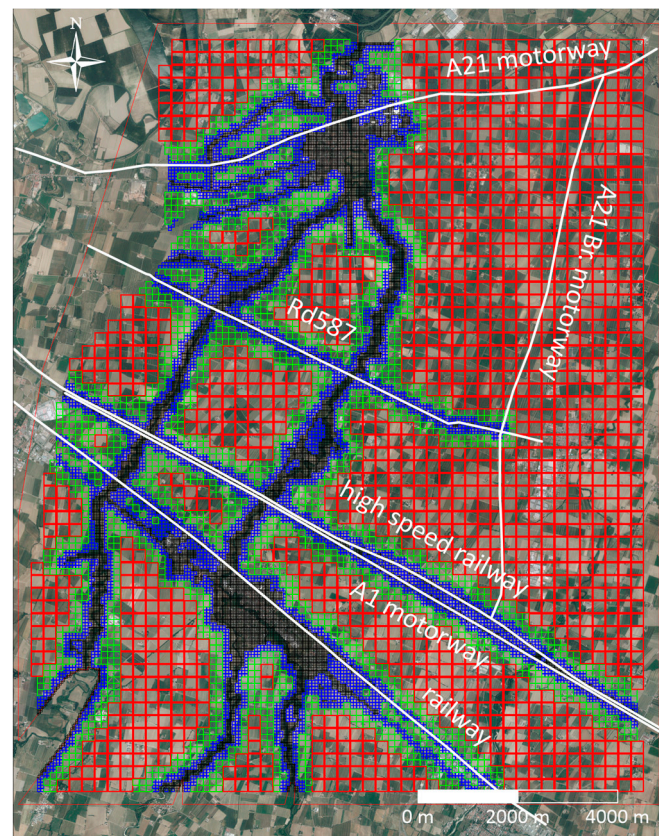 N
A21 motorway
A21 Br. motorway
Rd587
high speed railway
A1 motorway
railway
0 m 2000 m 4000 m